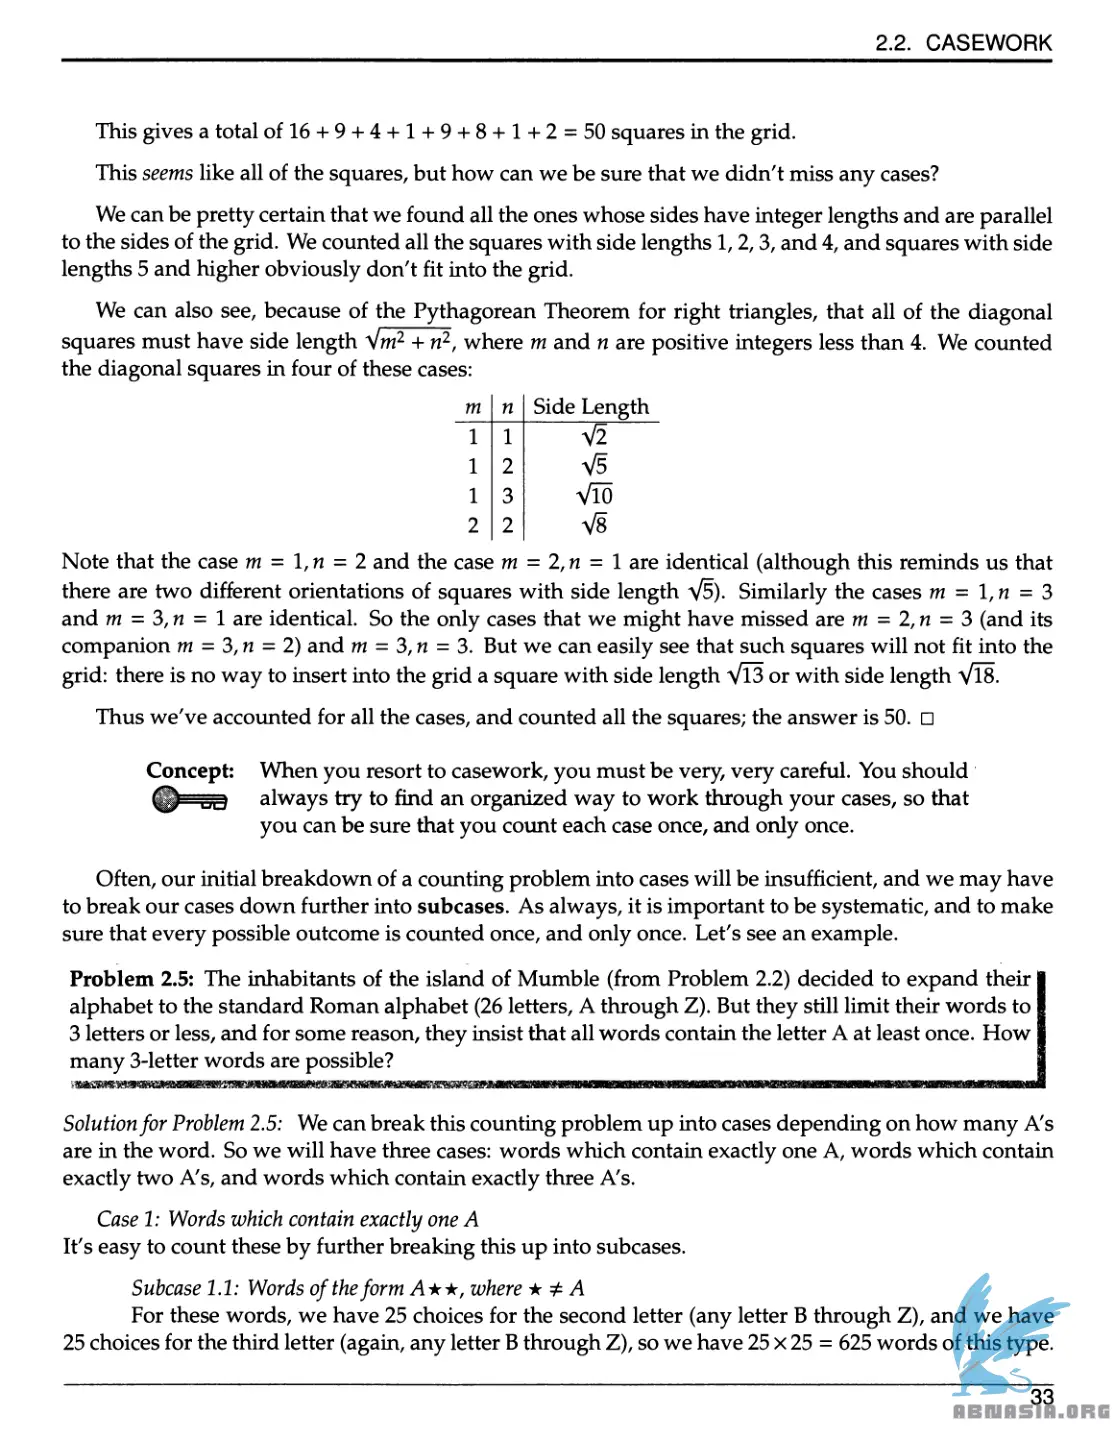 2.2. CASEWORK
This gives a total of 16 + 9 + 4 + 1 + 9 + 8 + 1 + 2 = 50 squares in the grid.
This seems like all of the squares, but how can we be sure that we didn't miss any cases?
We can be pretty certain that we found all the ones whose sides have integer lengths and are parallel
to the sides of the grid. We counted all the squares with side lengths 1, 2, 3, and 4, and squares with side
lengths 5 and higher obviously don't fit into the grid.
We can also see, because of the Pythagorean Theorem for right triangles, that all of the diagonal
squares must have side length √(m² + n²), where m and n are positive integers less than 4. We counted
the diagonal squares in four of these cases:
m n Side Length
1 1 √2
1 2 √5
1 3 √10
2 2 √8
Note that the case m = 1, n = 2 and the case m = 2, n = 1 are identical (although this reminds us that
there are two different orientations of squares with side length √5). Similarly the cases m = 1, n = 3
and m = 3, n = 1 are identical. So the only cases that we might have missed are m = 2, n = 3 (and its
companion m = 3, n = 2) and m = 3, n = 3. But we can easily see that such squares will not fit into the
grid: there is no way to insert into the grid a square with side length √13 or with side length √18.
Thus we've accounted for all the cases, and counted all the squares; the answer is 50. □
Concept: When you resort to casework, you must be very, very careful. You should
always try to find an organized way to work through your cases, so that
you can be sure that you count each case once, and only once.
Often, our initial breakdown of a counting problem into cases will be insufficient, and we may have
to break our cases down further into subcases. As always, it is important to be systematic, and to make
sure that every possible outcome is counted once, and only once. Let's see an example.
Problem 2.5: The inhabitants of the island of Mumble (from Problem 2.2) decided to expand their
alphabet to the standard Roman alphabet (26 letters, A through Z). But they still limit their words to
3 letters or less, and for some reason, they insist that all words contain the letter A at least once. How
many 3-letter words are possible?
Solution for Problem 2.5: We can break this counting problem up into cases depending on how many A's
are in the word. So we will have three cases: words which contain exactly one A, words which contain
exactly two A's, and words which contain exactly three A's.
Case 1: Words which contain exactly one A
It's easy to count these by further breaking this up into subcases.
Subcase 1.1: Words of the form A⋆⋆, where ⋆ ≠ A
For these words, we have 25 choices for the second letter (any letter B through Z), and we have
25 choices for the third letter (again, any letter B through Z), so we have 25 × 25 = 625 words of this type.
33
ABNASIA.ORG